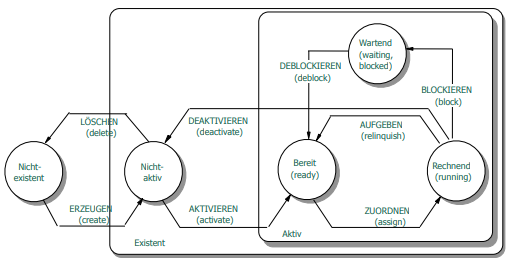 Wartend
(waiting,
blocked)
DEBLOCKIEREN
(deblock)
BLOCKIEREN
(block)
LÖSCHEN
(delete)
DEAKTIVIEREN
(deactivate)
AUFGEBEN
(relinquish)
Nicht-
existent
Nicht-
aktiv
Bereit
(ready)
Rechnend
(running)
ERZEUGEN
(create)
AKTIVIEREN
(activate)
ZUORDNEN
(assign)
Aktiv
Existent